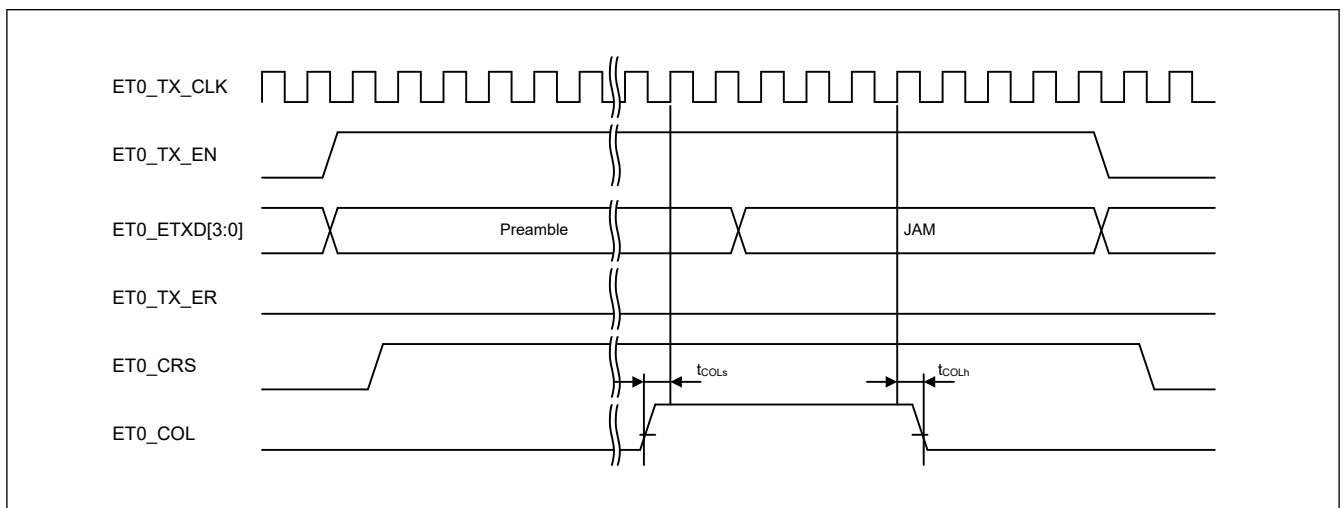 ET0_TX_CLK
ET0_TX_EN
ET0_ETXD[3:0]
Preamble
JAM
ET0_TX_ER
ET0_CRS
tCOLs
tCOLh
ET0_COL